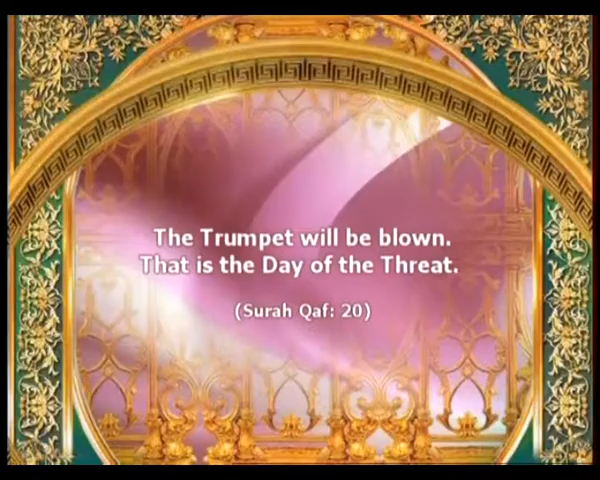 The Trumpet will be blown.
That is the Day of the Threat.
(Surah Qaf: 20)